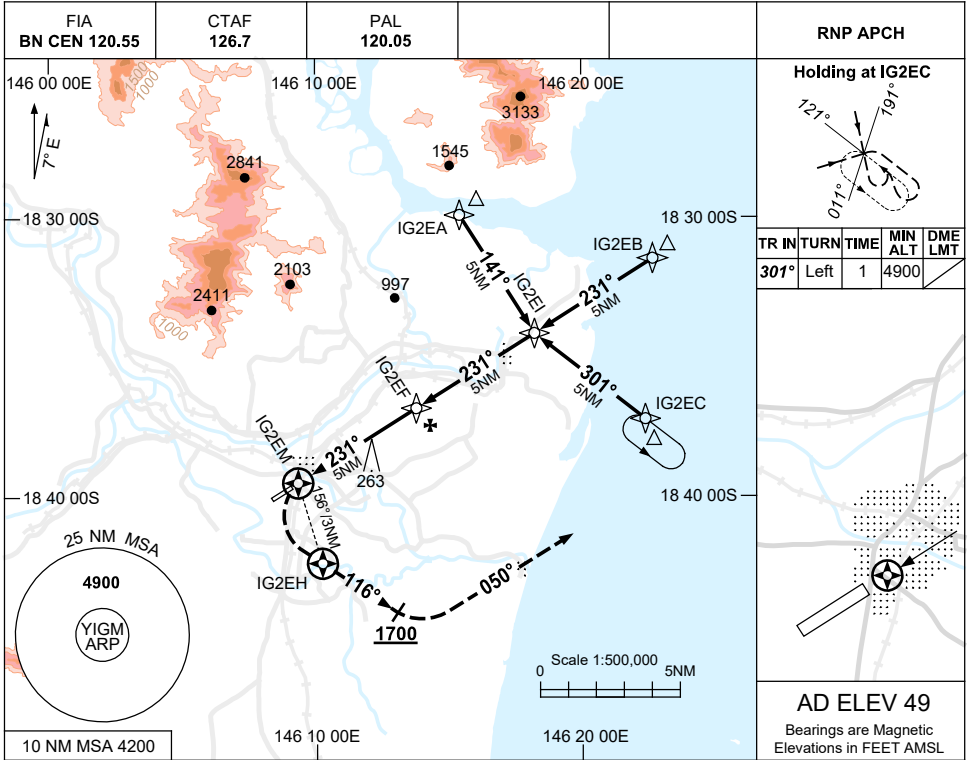 FIA
BN CEN 120.55
CTAF
126.7
PAL
120.05
RNP APCH
146 00 00E
146 10 00E
146 20 00E
1500
1000
3133
7° E
1545
2841
18 30 00S
18 30 00S
IG2EA
IG2EB
141°
5NM
IG2EI
231°
5NM
2103
997
2411
1000
231°
5NM
301°
5NM
IG2EF
IG2EC
IG2EM
231°
5NM
263
18 40 00S
18 40 00S
156°/3NM
25 NM MSA
4900
IG2EH
116°
050°
YIGM
ARP
1700
Scale 1:500,000
0
5NM
10 NM MSA 4200
146 10 00E
146 20 00E
Holding at IG2EC
121°
191°
011°
TR IN TURN TIME MIN ALT DME LMT
301° Left 1 4900
AD ELEV 49
Bearings are Magnetic
Elevations in FEET AMSL